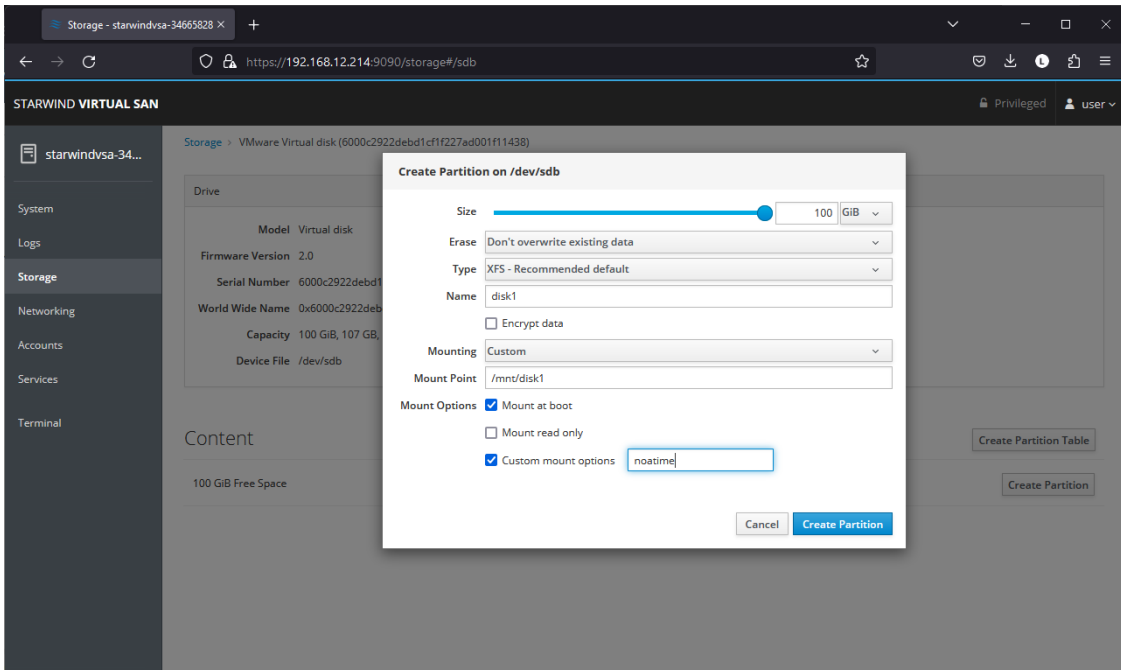 Storage - starwindvsa-34665828
https://192.168.12.214:9090/storage#/sdb
L
STARWIND VIRTUAL SAN
Privileged
user
starwindvsa-34...
System
Logs
Storage
Networking
Accounts
Services
Terminal
Storage > VMware Virtual disk (6000c2922debd1cf1f227ad001f11438)
Drive
Model Virtual disk
Firmware Version 2.0
Serial Number 6000c2922debd1
World Wide Name 0x6000c2922deb
Capacity 100 GiB, 107 GB,
Device File /dev/sdb
Content
Create Partition Table
100 GiB Free Space
Create Partition
Create Partition on /dev/sdb
Size 100 GiB
Erase Don't overwrite existing data
Type XFS - Recommended default
Name disk1
Encrypt data
Mounting Custom
Mount Point /mnt/disk1
Mount Options Mount at boot
Mount read only
Custom mount options noatime
Cancel Create Partition